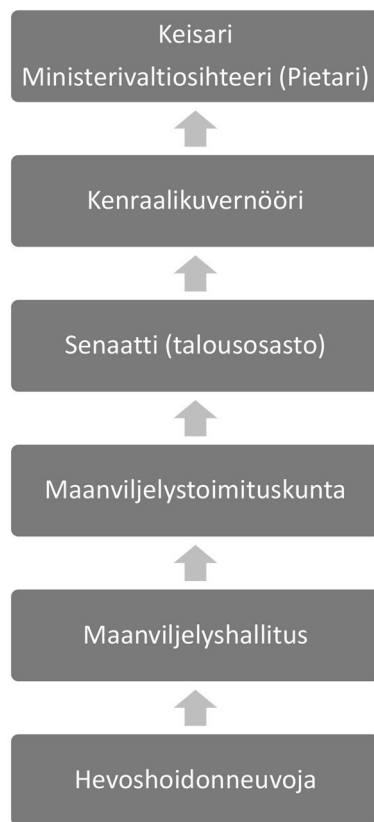 Keisari
Ministerivaltiosihteeri (Pietari)
Kenraalikuvernööri
Senaatti (talousosasto)
Maanviljelystoimituskunta
Maanviljelyshallitus
Hevoshoidonneuvoja